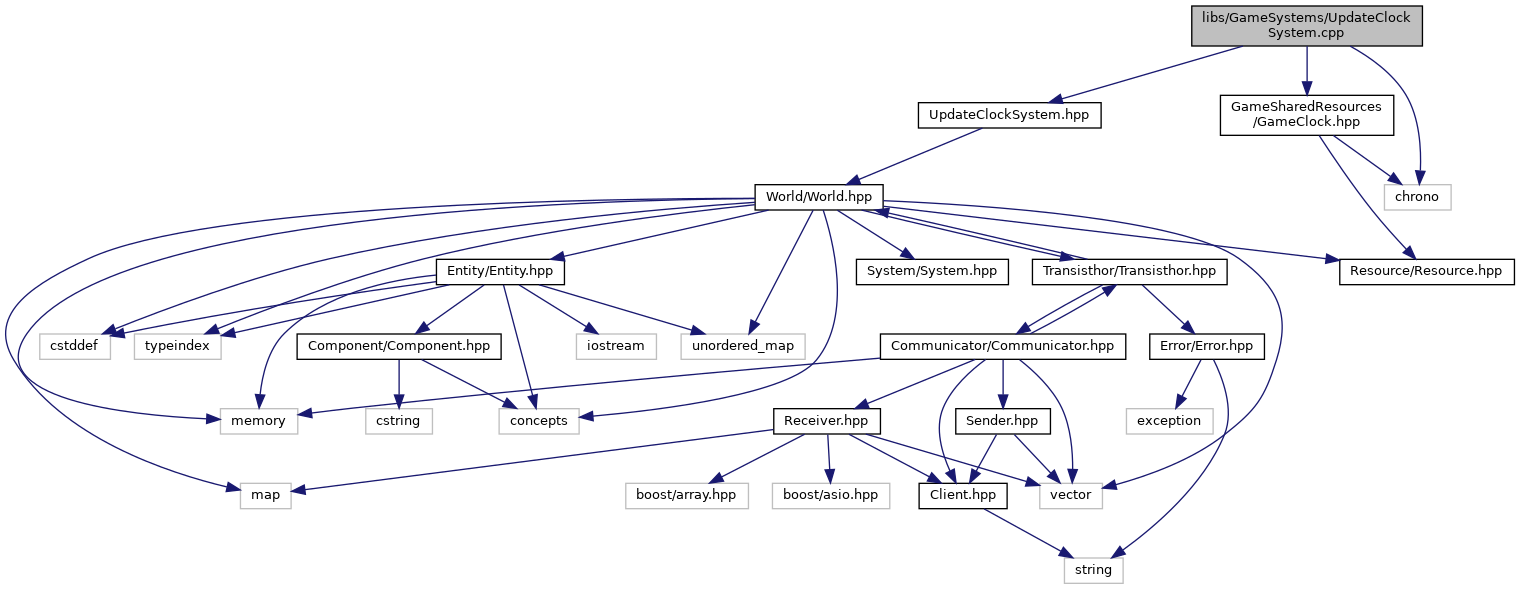 libs/GameSystems/UpdateClock
System.cpp
UpdateClockSystem.hpp
GameSharedResources
/GameClock.hpp
World/World.hpp
chrono
Entity/Entity.hpp
System/System.hpp
Transisthor/Transisthor.hpp
Resource/Resource.hpp
cstddef
typeindex
Component/Component.hpp
iostream
unordered_map
Communicator/Communicator.hpp
Error/Error.hpp
memory
cstring
concepts
Receiver.hpp
Sender.hpp
exception
map
boost/array.hpp
boost/asio.hpp
Client.hpp
vector
string